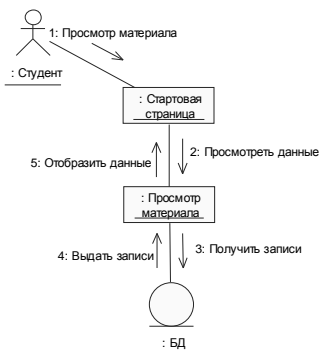 1: Просмотр материала
: Студент
: Стартовая
страница
5: Отобразить данные
2: Просмотреть данные
: Просмотр
материала
4: Выдать записи
3: Получить записи
: БД